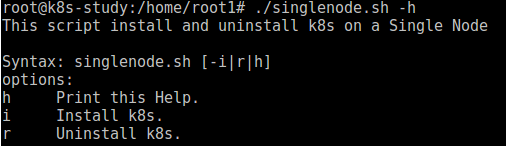 root@k8s-study:/home/root1# ./singlenode.sh -h
This script install and uninstall k8s on a Single Node

Syntax: singlenode.sh [-i|r|h]
options:
h     Print this Help.
i     Install k8s.
r     Uninstall k8s.